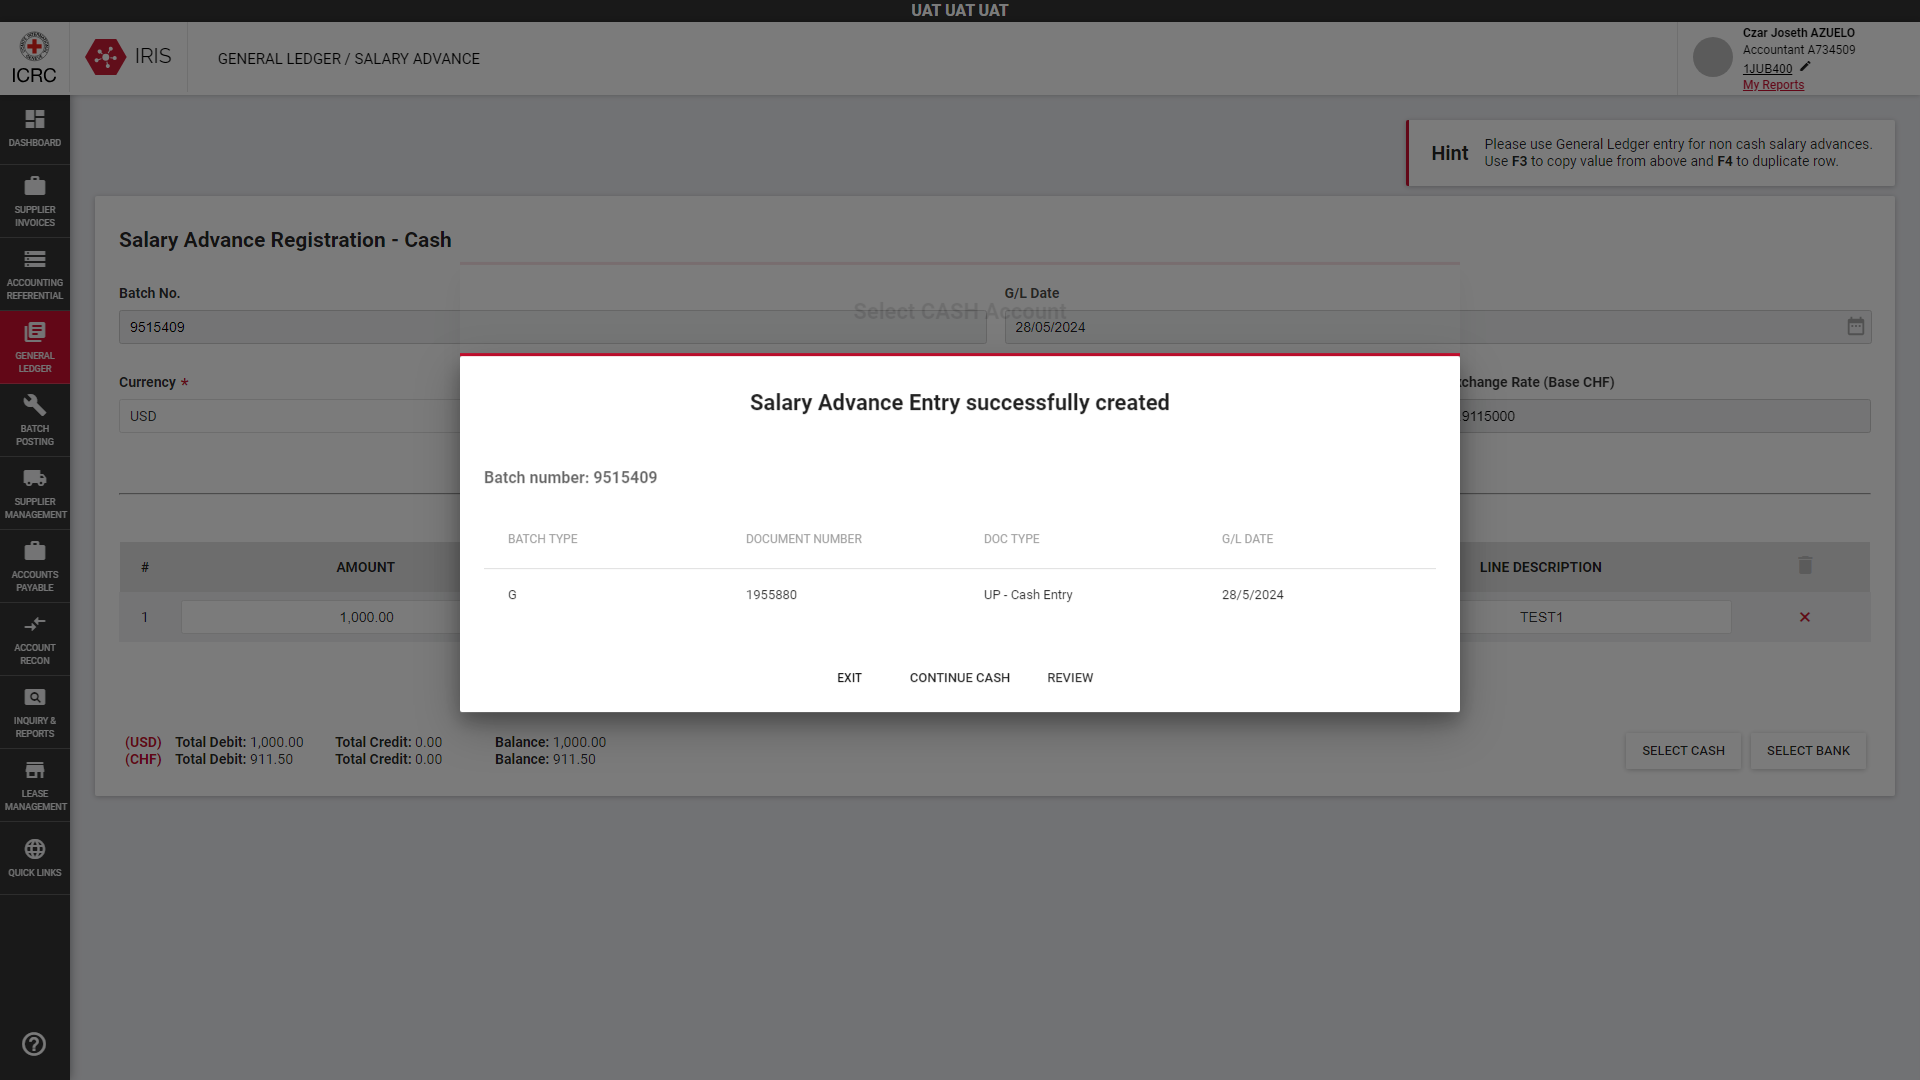 UAT UAT UAT
ICRC
IRIS
GENERAL LEDGER / SALARY ADVANCE
Czar Joseth AZUELO
Accountant A734509
1JUB400
My Reports
DASHBOARD
SUPPLIER
INVOICES
ACCOUNTING
REFERENTIAL
GENERAL
LEDGER
BATCH
POSTING
SUPPLIER
MANAGEMENT
ACCOUNTS
PAYABLE
ACCOUNT
RECON
INQUIRY &
REPORTS
LEASE
MANAGEMENT
QUICK LINKS
Hint
Please use General Ledger entry for non cash salary advances.
Use F3 to copy value from above and F4 to duplicate row.
Salary Advance Registration - Cash
Batch No.
9515409
G/L Date
28/05/2024
Select CASH Account
Currency *
USD
change Rate (Base CHF)
9115000
Salary Advance Entry successfully created
Batch number: 9515409
BATCH TYPE DOCUMENT NUMBER DOC TYPE G/L DATE
G 1955880 UP - Cash Entry 28/5/2024
EXIT CONTINUE CASH REVIEW
# AMOUNT LINE DESCRIPTION
1 1,000.00 TEST1
(USD) Total Debit: 1,000.00 Total Credit: 0.00 Balance: 1,000.00
(CHF) Total Debit: 911.50 Total Credit: 0.00 Balance: 911.50
SELECT CASH SELECT BANK